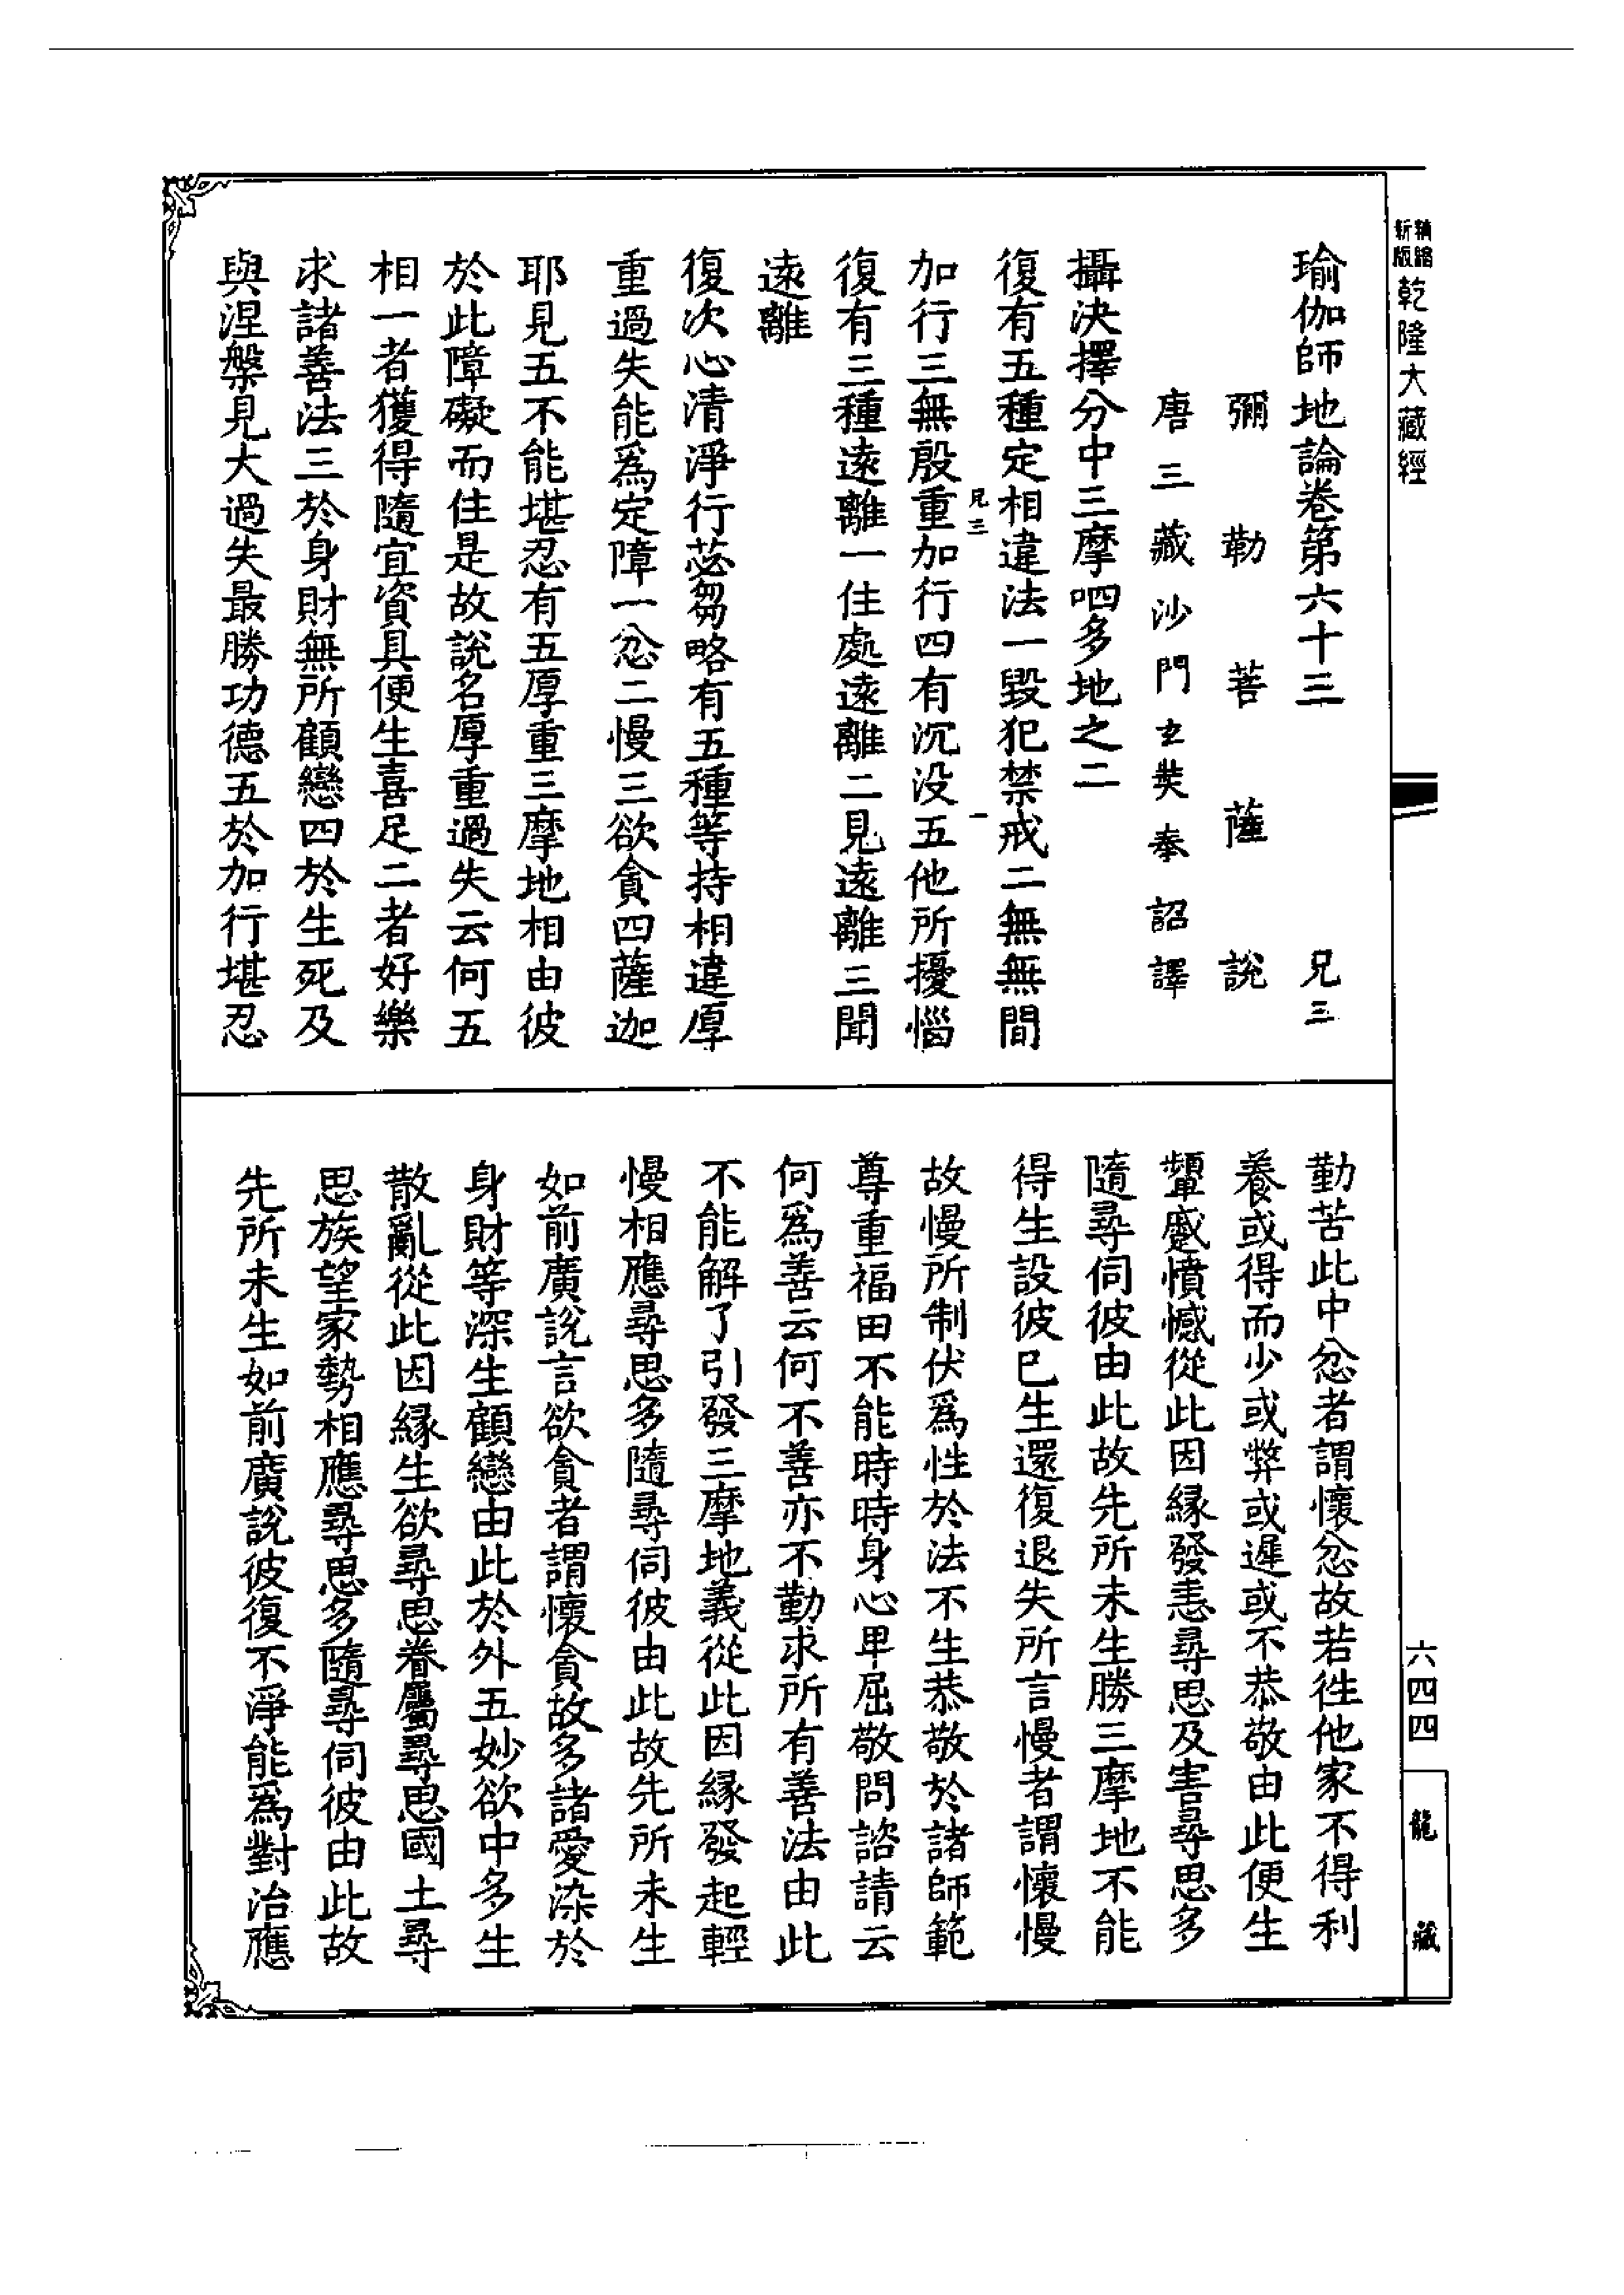 新版精縮
乾隆大藏經
瑜伽師地論卷第六十三 兄三
彌勒菩薩說
唐三藏沙門玄奘奉詔譯
攝決擇分中三摩呬多地之二
復有五種定相違法一毀犯禁戒二無無間
兄三 一
加行三無殷重加行四有沉没五他所擾惱
復有三種遠離一住處遠離二見遠離三聞
遠離
復次心清淨行苾芻略有五種等持相違厚
重過失能爲定障一忿二慢三欲貪四薩迦
耶見五不能堪忍有五厚重三摩地相由彼
於此障礙而住是故說名厚重過失云何五
相一者獲得隨宜資具便生喜足二者好樂
求諸善法三於身財無所顧戀四於生死及
與涅槃見大過失最勝功德五於加行堪忍
勤苦此中忿者謂懷忿故若徃他家不得利
養或得而少或弊或遲或不恭敬由此便生
顰蹙憤憾從此因緣發恚尋思及害尋思多
隨尋伺彼由此故先所未生勝三摩地不能
得生設彼已生還復退失所言慢者謂懷慢
故慢所制伏爲性於法不生恭敬於諸師範
尊重福田不能時時身心卑屈敬問諮請云
何爲善云何不善亦不勤求所有善法由此
不能解了引發三摩地義從此因緣發起輕
慢相應尋思多隨尋伺彼由此故先所未生
如前廣說言欲貪者謂懷貪故多諸愛染於
身財等深生顧戀由此於外五妙欲中多生
散亂從此因緣生欲尋思眷屬尋思國土尋
思族望家勢相應尋思多隨尋伺彼由此故
先所未生如前廣說彼復不淨能爲對治應
六四四
龍藏